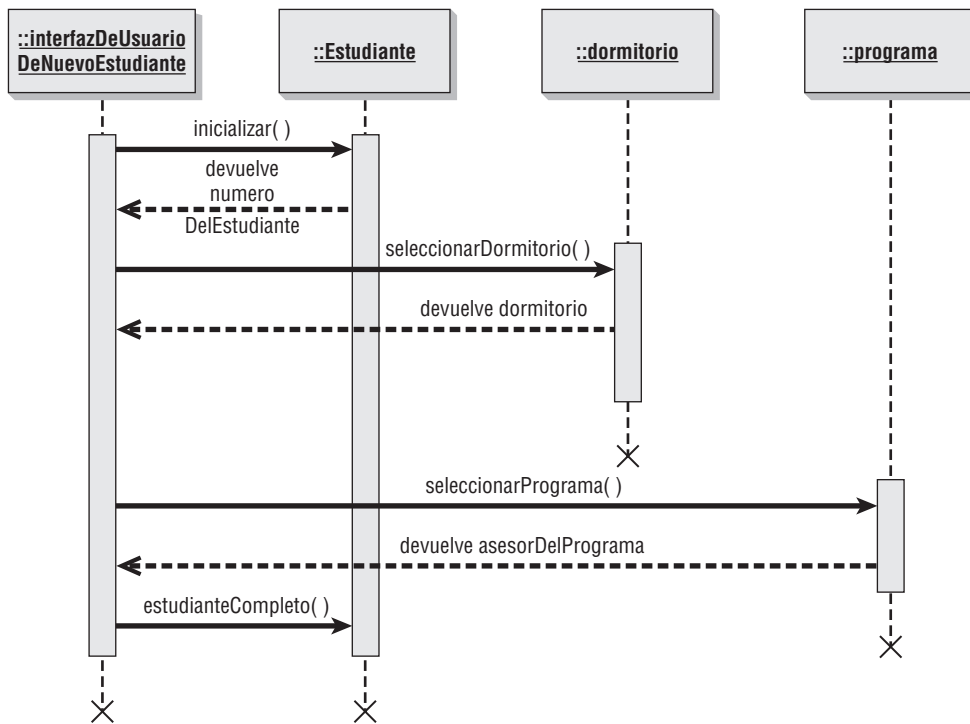 ::interfazDeUsuario
DeNuevoEstudiante
::Estudiante
::dormitorio
::programa
inicializar( )
devuelve
numero
DelEstudiante
seleccionarDormitorio( )
devuelve dormitorio
seleccionarPrograma( )
devuelve asesorDelPrograma
estudianteCompleto( )